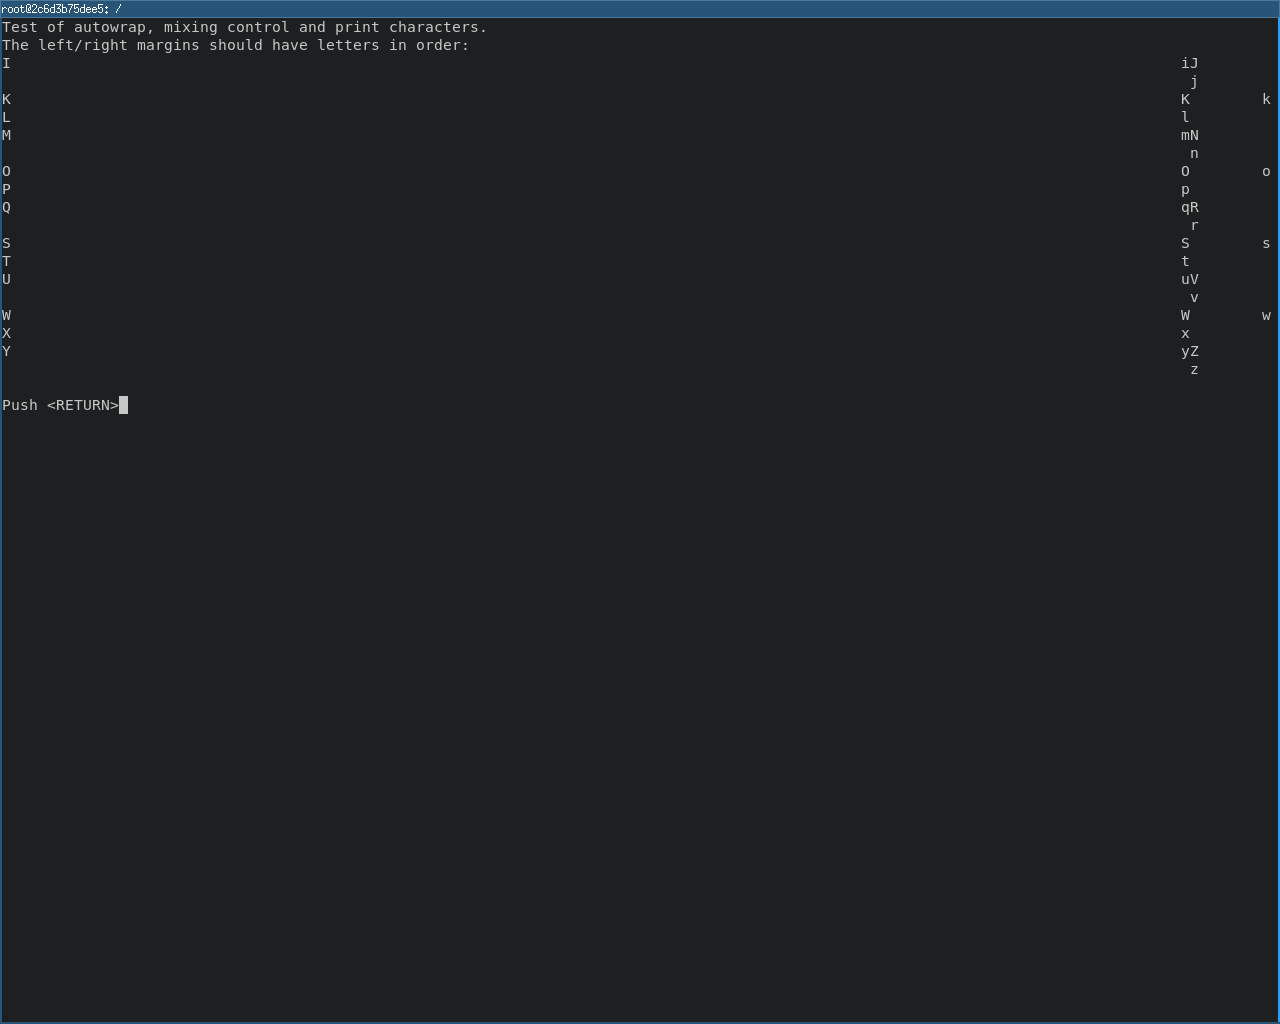 root@2c6d3b75dee5: /
Test of autowrap, mixing control and print characters.
The left/right margins should have letters in order:
I iJ
j
K K k
L l
M mN
n
O O o
P p
Q qR
r
S S s
T t
U uV
v
W W w
X x
Y yZ
z
Push <RETURN>